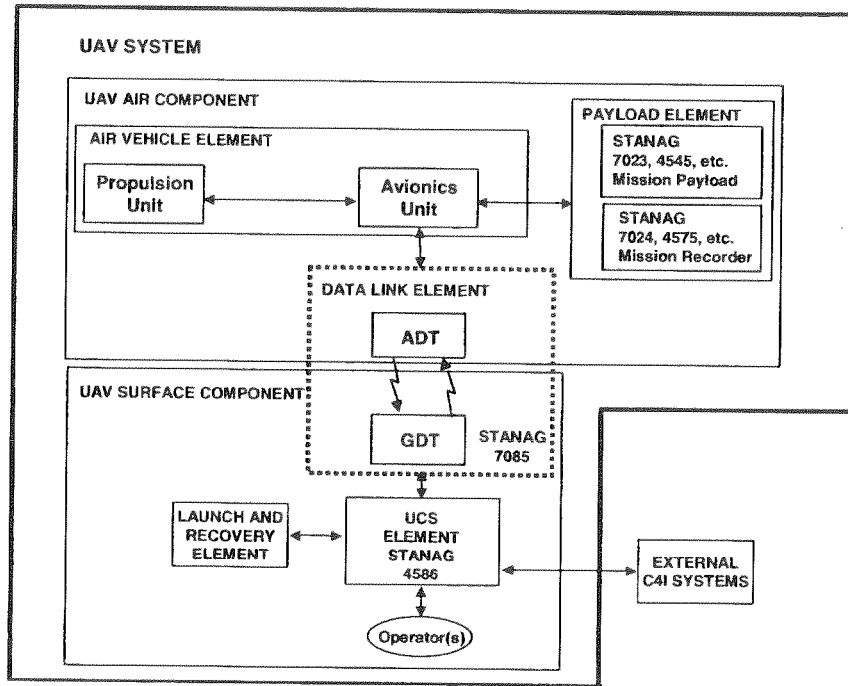 UAV SYSTEM
UAV AIR COMPONENT
AIR VEHICLE ELEMENT
Propulsion
Unit
Avionics
Unit
PAYLOAD ELEMENT
STANAG
7023, 4545, etc.
Mission Payload
STANAG
7024, 4575, etc.
Mission Recorder
DATA LINK ELEMENT
ADT
UAV SURFACE COMPONENT
GDT
STANAG
7085
LAUNCH AND
RECOVERY
ELEMENT
UCS
ELEMENT
STANAG
4586
EXTERNAL
C4I SYSTEMS
Operator(s)